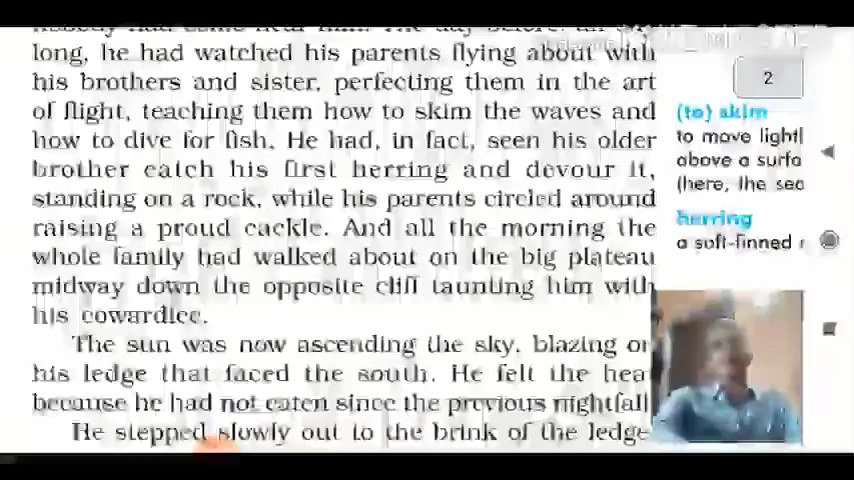 long, he had watched his parents flying about with
his brothers and sister, perfecting them in the art
of flight, teaching them how to skim the waves and
how to dive for fish. He had, in fact, seen his older
brother catch his first herring and devour it,
standing on a rock, while his parents circled around
raising a proud cackle. And all the morning the
whole family had walked about on the big plateau
midway down the opposite cliff taunting him with
his cowardice.
The sun was now ascending the sky, blazing on
his ledge that faced the south. He felt the hea
because he had not eaten since the previous nightfall
He stepped slowly out to the brink of the ledge
2
(to) skim
to move lightl
above a surfa
(here, the sea
herring
a soft-finned